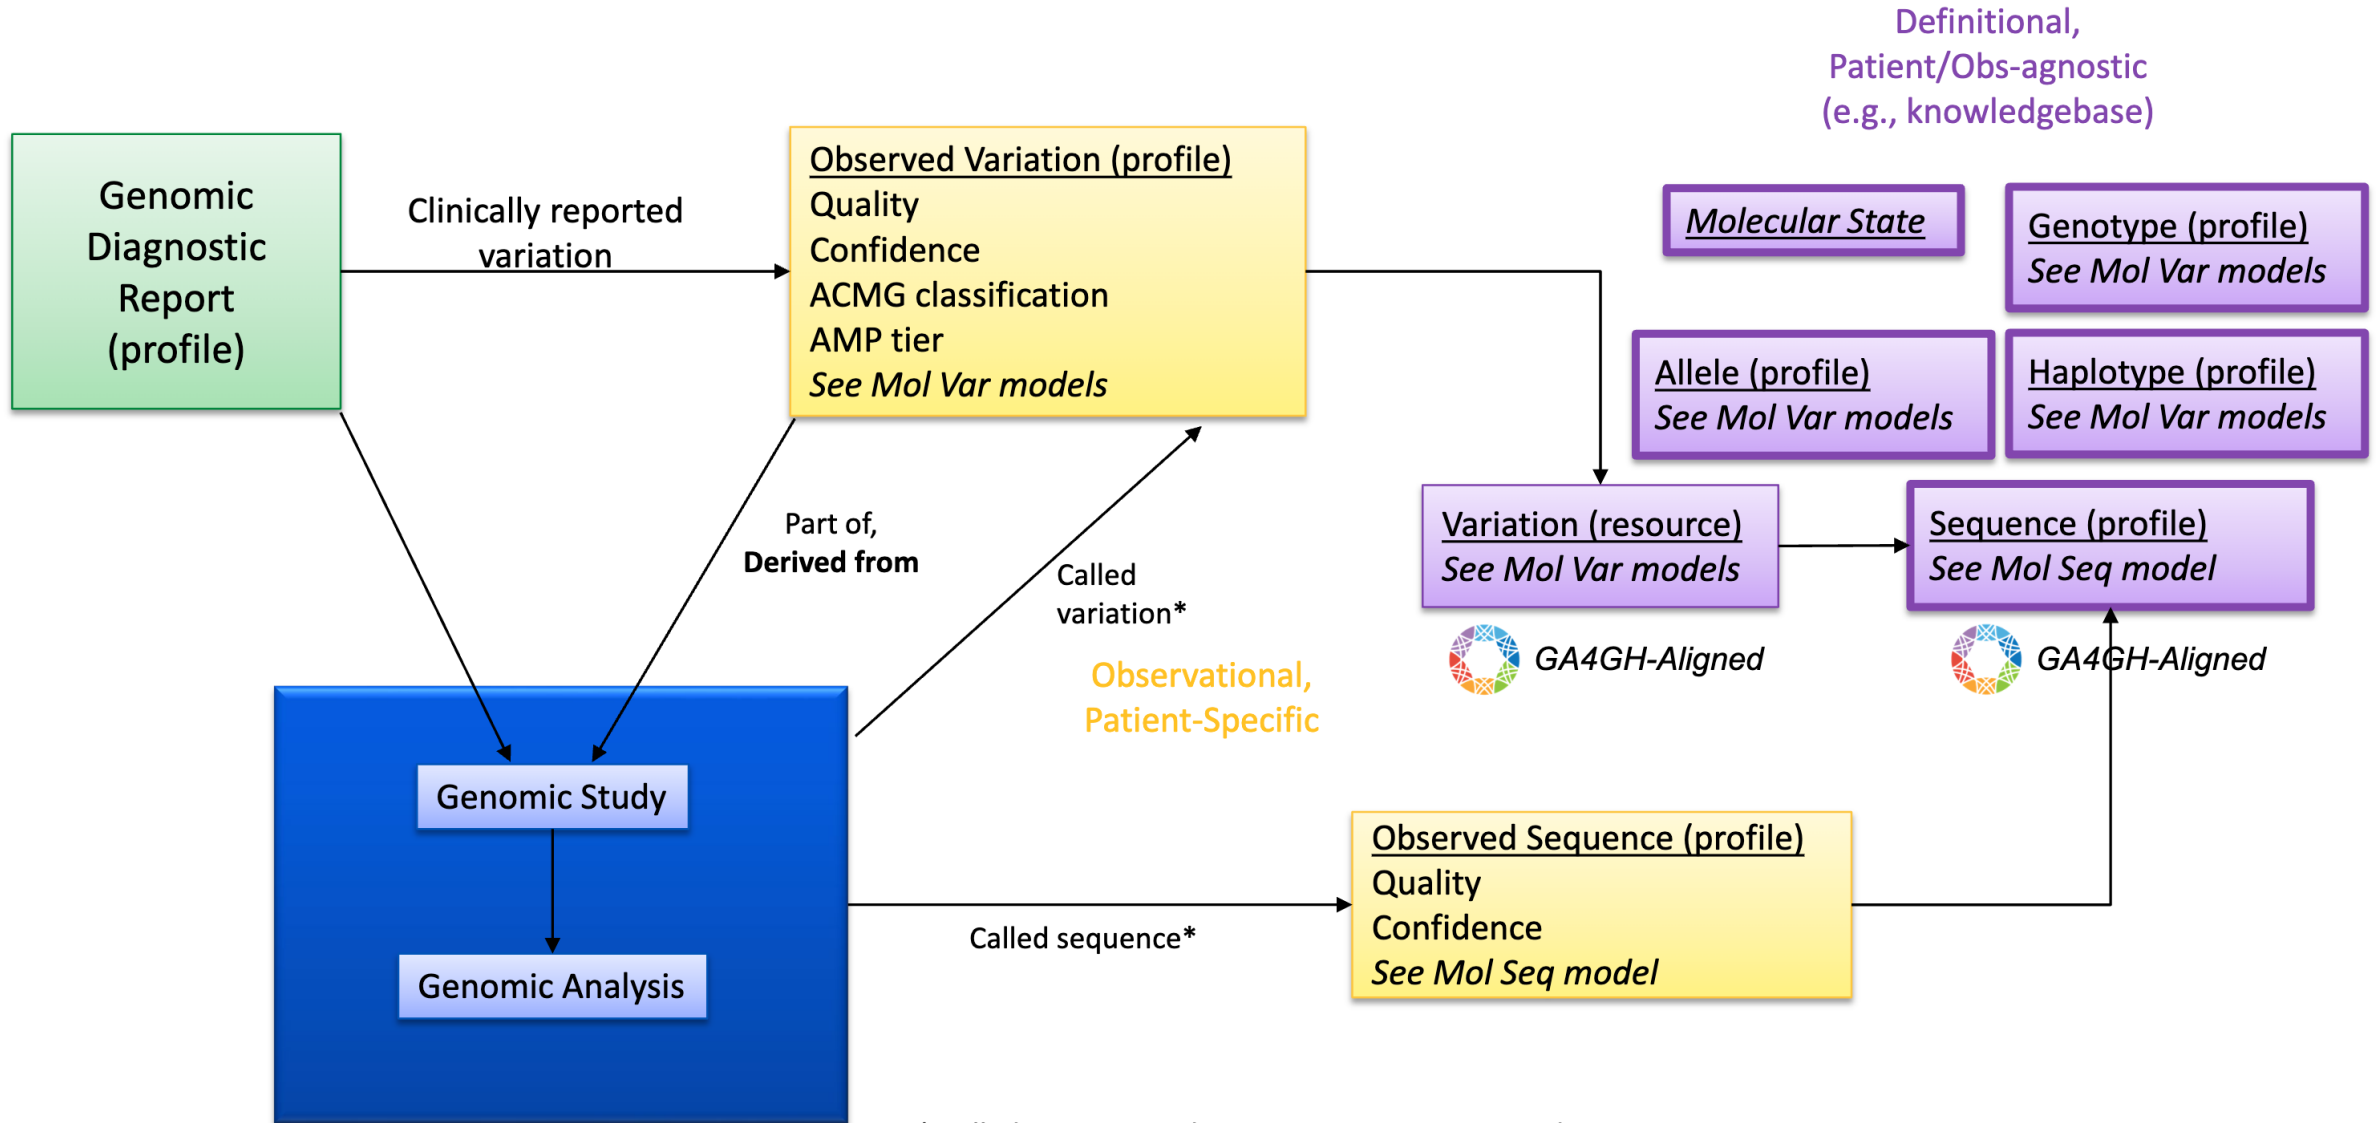 Definitional,
Patient/Obs-agnostic
(e.g., knowledgebase)
Genomic
Diagnostic
Report
(profile)
Clinically reported
variation
Observed Variation (profile)
Quality
Confidence
ACMG classification
AMP tier
See Mol Var models
Molecular State
Genotype (profile)
See Mol Var models
Allele (profile)
See Mol Var models
Haplotype (profile)
See Mol Var models
Part of,
Derived from
Called
variation*
Variation (resource)
See Mol Var models
Sequence (profile)
See Mol Seq model
GA4GH-Aligned
GA4GH-Aligned
Observational,
Patient-Specific
Genomic Study
Genomic Analysis
Called sequence*
Observed Sequence (profile)
Quality
Confidence
See Mol Seq model